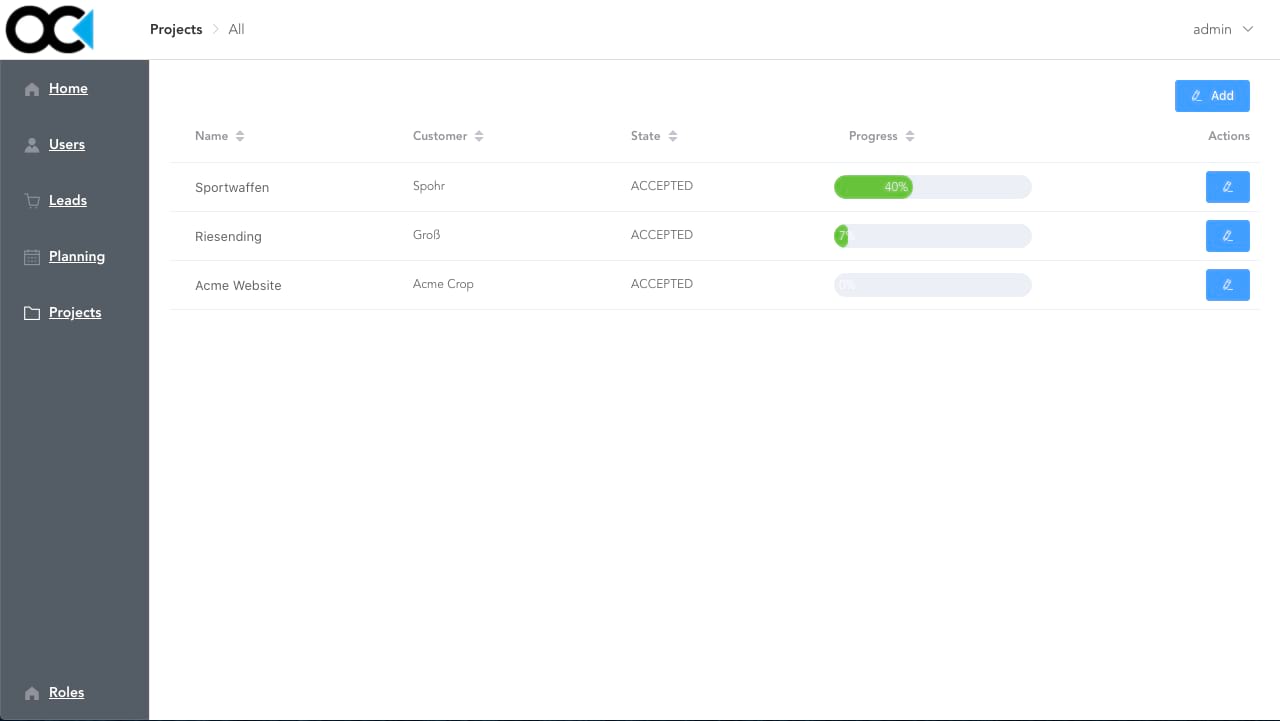 OC
Projects > All
admin
Home
Users
Leads
Planning
Projects
Roles
Add
Name Customer State Progress Actions
Sportwaffen Spohr ACCEPTED 40%
Riesending Groß ACCEPTED 7%
Acme Website Acme Crop ACCEPTED 0%